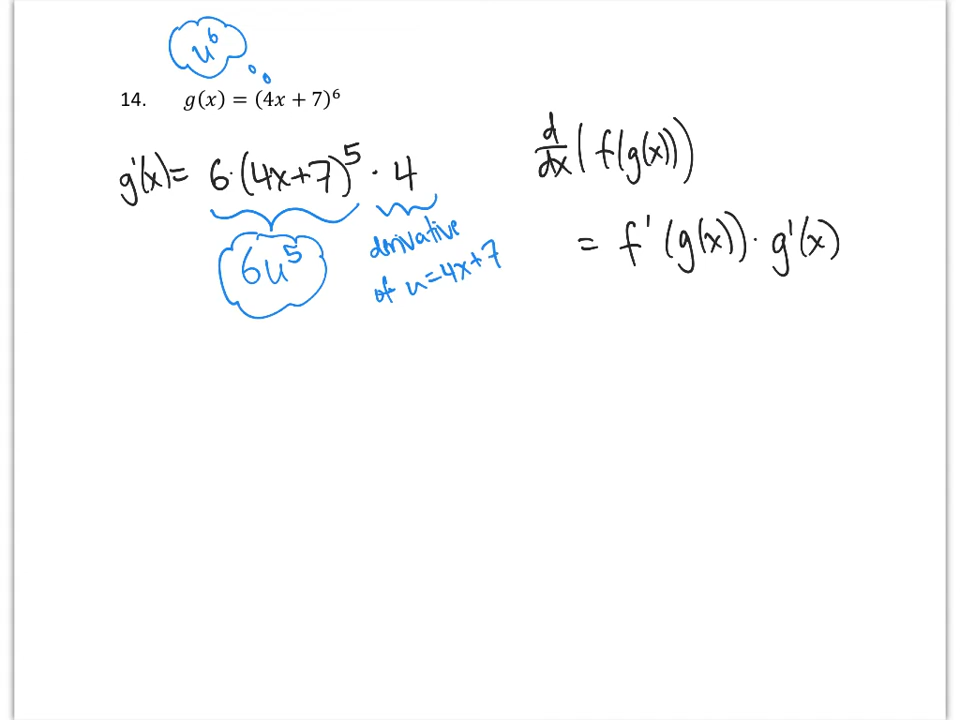 u⁶
14. g(x) = (4x + 7)⁶
g'(x) = 6·(4x+7)⁵ · 4
6u⁵
derivative
of u=4x+7
d/dx (f(g(x)))
= f'(g(x)) · g'(x)